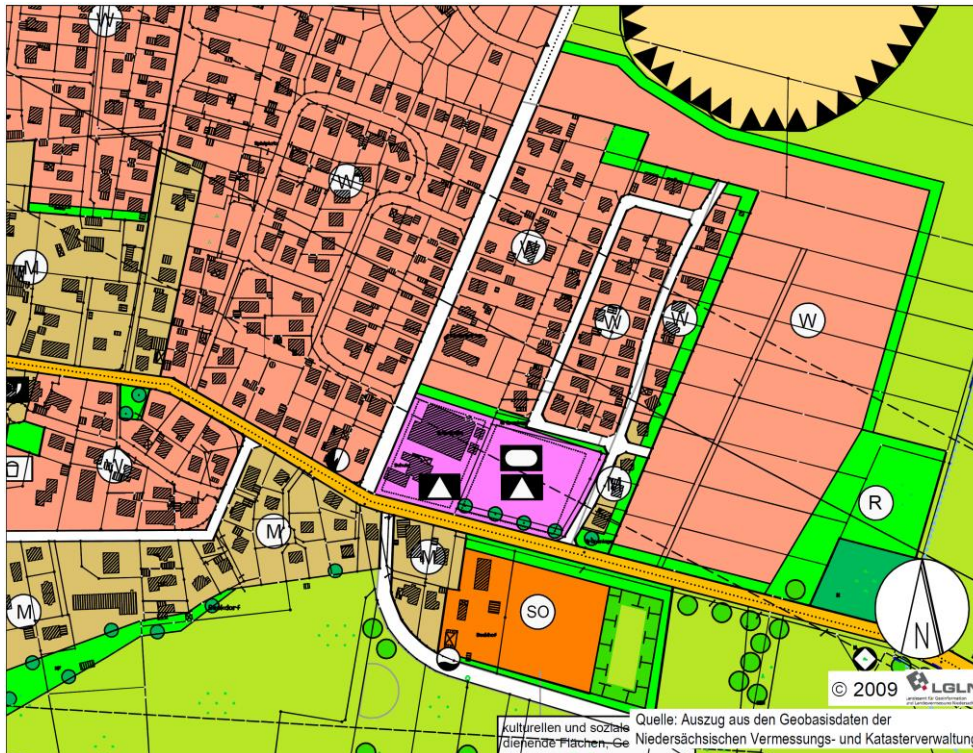 W
W
M
W
W
W
W
W
M
M
M
M
R
SO
N
© 2009 LGLN
kulturellen und soziale
dienende Flächen, Ge
Quelle: Auszug aus den Geobasisdaten der
Niedersächsischen Vermessungs- und Katasterverwaltung